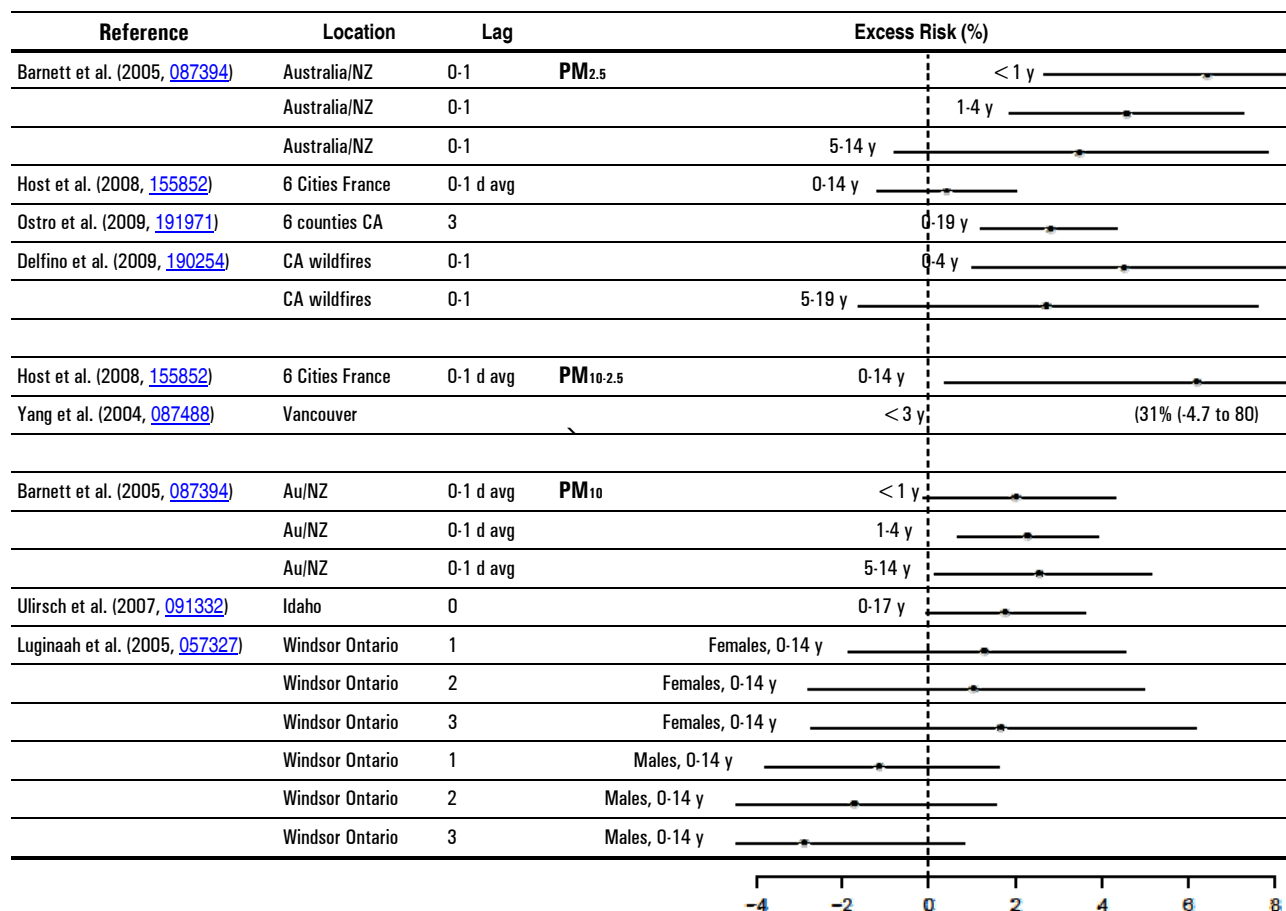 Reference Location Lag Excess Risk (%)
Barnett et al. (2005, 087394) Australia/NZ 0-1 PM2.5 <1 y
Australia/NZ 0-1 1-4 y
Australia/NZ 0-1 5-14 y
Host et al. (2008, 155852) 6 Cities France 0-1 d avg 0-14 y
Ostro et al. (2009, 191971) 6 counties CA 3 0-19 y
Delfino et al. (2009, 190254) CA wildfires 0-1 0-4 y
CA wildfires 0-1 5-19 y
Host et al. (2008, 155852) 6 Cities France 0-1 d avg PM10-2.5 0-14 y
Yang et al. (2004, 087488) Vancouver <3 y (31% (-4.7 to 80)
Barnett et al. (2005, 087394) Au/NZ 0-1 d avg PM10 <1 y
Au/NZ 0-1 d avg 1-4 y
Au/NZ 0-1 d avg 5-14 y
Ulirsch et al. (2007, 091332) Idaho 0 0-17 y
Luginaah et al. (2005, 057327) Windsor Ontario 1 Females, 0-14 y
Windsor Ontario 2 Females, 0-14 y
Windsor Ontario 3 Females, 0-14 y
Windsor Ontario 1 Males, 0-14 y
Windsor Ontario 2 Males, 0-14 y
Windsor Ontario 3 Males, 0-14 y
-4 -2 0 2 4 6 8